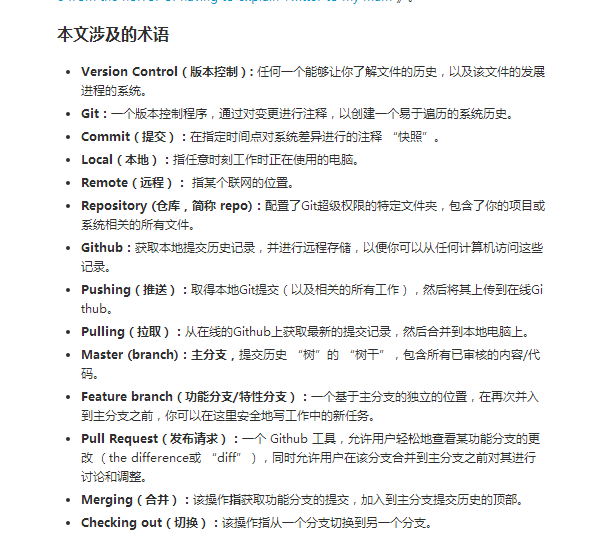 本文涉及的术语
Version Control（版本控制）：任何一个能够让你了解文件的历史，以及该文件的发展
进程的系统。
Git：一个版本控制程序，通过对变更进行注释，以创建一个易于遍历的系统历史。
Commit（提交）：在指定时间点对系统差异进行的注释 “快照”。
Local（本地）：指任意时刻工作时正在使用的电脑。
Remote（远程）： 指某个联网的位置。
Repository (仓库，简称 repo)：配置了Git超级权限的特定文件夹，包含了你的项目或
系统相关的所有文件。
Github：获取本地提交历史记录，并进行远程存储，以便你可以从任何计算机访问这些
记录。
Pushing（推送）：取得本地Git提交（以及相关的所有工作），然后将其上传到在线Gi
thub。
Pulling（拉取）：从在线的Github上获取最新的提交记录，然后合并到本地电脑上。
Master (branch)：主分支，提交历史 “树”的 “树干”，包含所有已审核的内容/代
码。
Feature branch（功能分支/特性分支）：一个基于主分支的独立的位置，在再次并入
到主分支之前，你可以在这里安全地写工作中的新任务。
Pull Request（发布请求）：一个 Github 工具，允许用户轻松地查看某功能分支的更
改 （the difference或 “diff”），同时允许用户在该分支合并到主分支之前对其进行
讨论和调整。
Merging（合并）：该操作指获取功能分支的提交，加入到主分支提交历史的顶部。
Checking out（切换）：该操作指从一个分支切换到另一个分支。